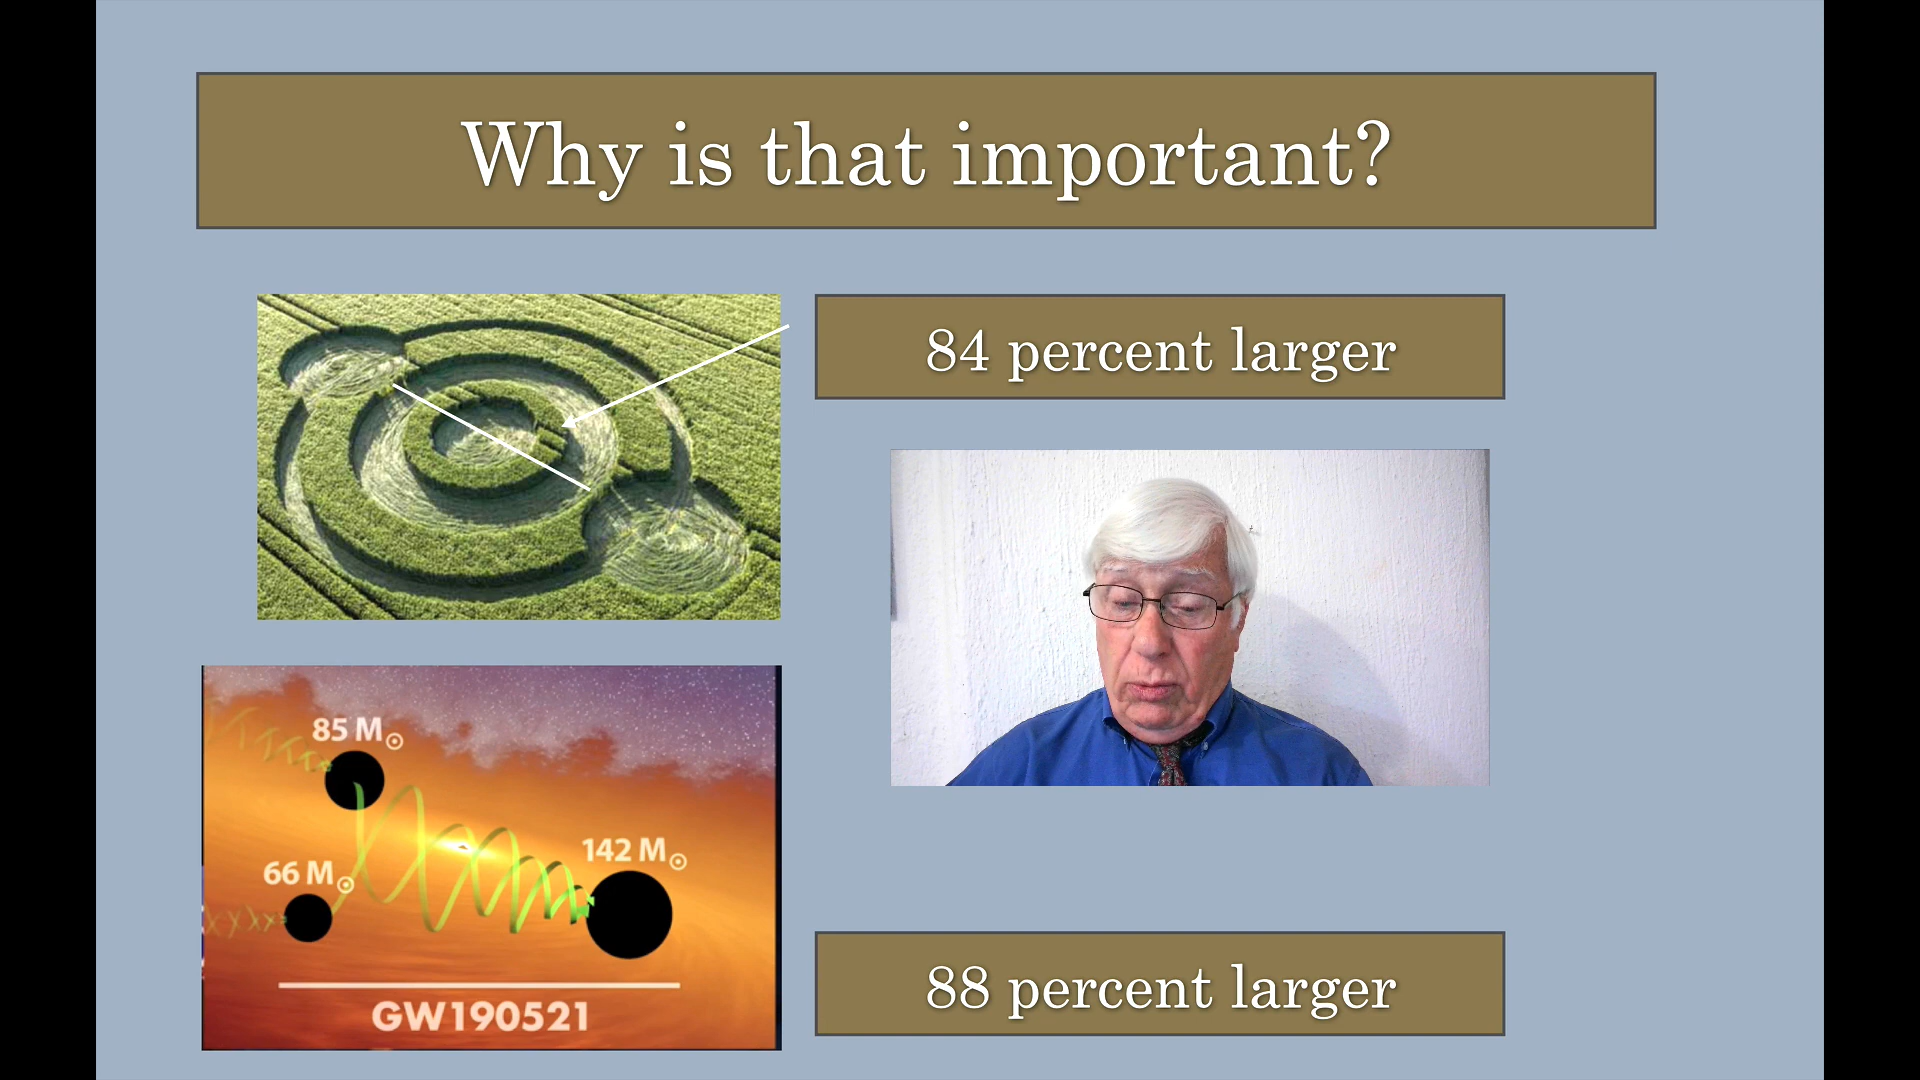 Why is that important?
84 percent larger
85 M☉
66 M☉
142 M☉
GW190521
88 percent larger